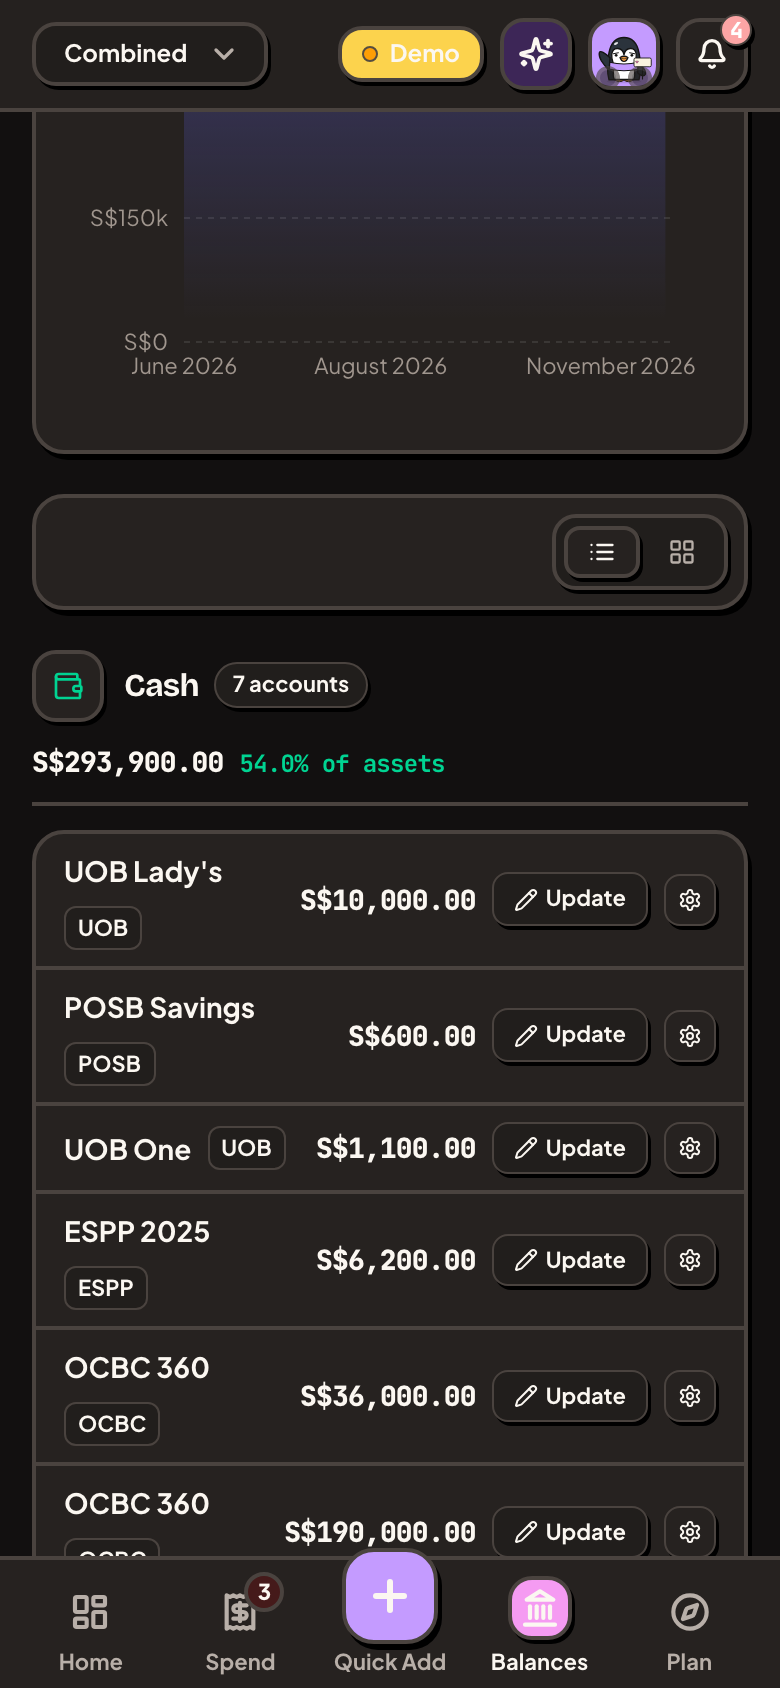 Combined
Demo
4
S$150k
S$0
June 2026 August 2026 November 2026
Cash 7 accounts
S$293,900.00 54.0% of assets
UOB Lady's
UOB
S$10,000.00 Update
POSB Savings
POSB
S$600.00 Update
UOB One UOB S$1,100.00 Update
ESPP 2025
ESPP
S$6,200.00 Update
OCBC 360
OCBC
S$36,000.00 Update
OCBC 360
OCBC
S$190,000.00 Update
3
Home Spend Quick Add Balances Plan